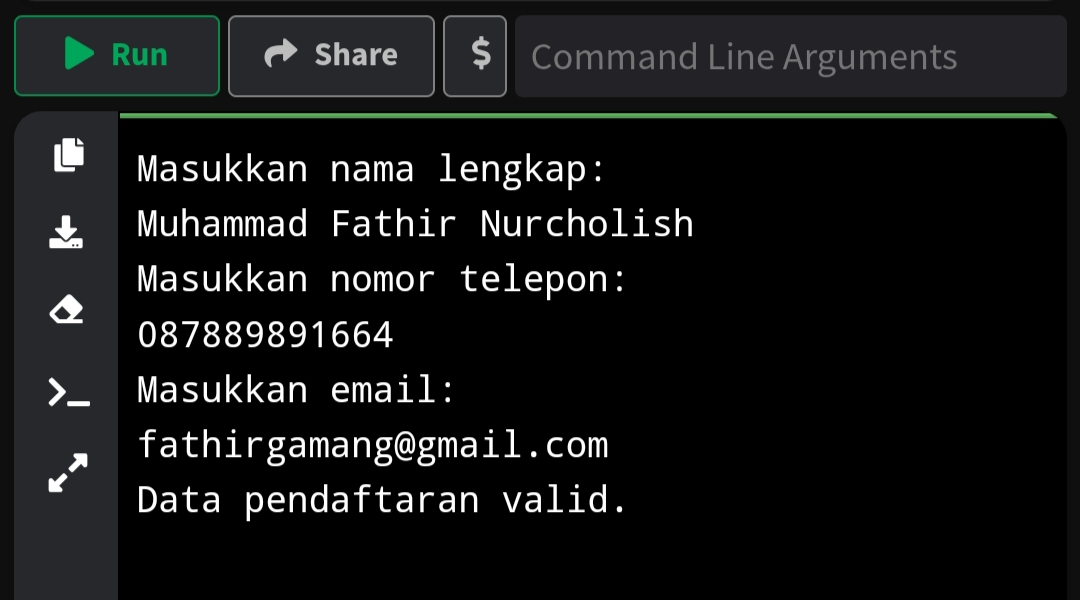 Run
Share
$
Command Line Arguments
Masukkan nama lengkap:
Muhammad Fathir Nurcholish
Masukkan nomor telepon:
087889891664
Masukkan email:
fathirgamang@gmail.com
Data pendaftaran valid.